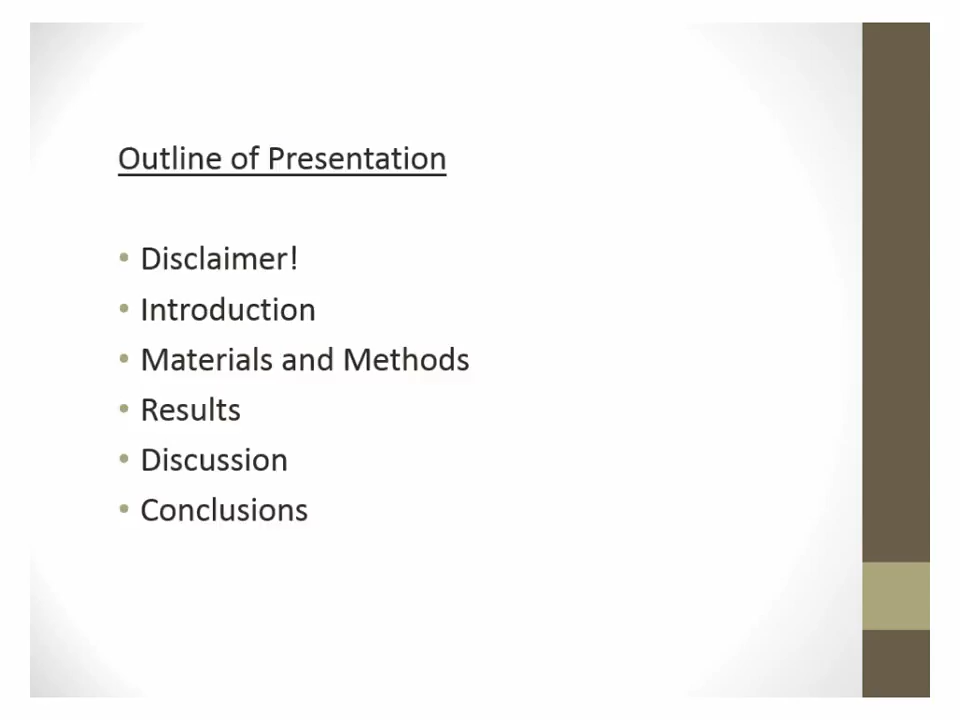 Outline of Presentation
• Disclaimer!
• Introduction
• Materials and Methods
• Results
• Discussion
• Conclusions